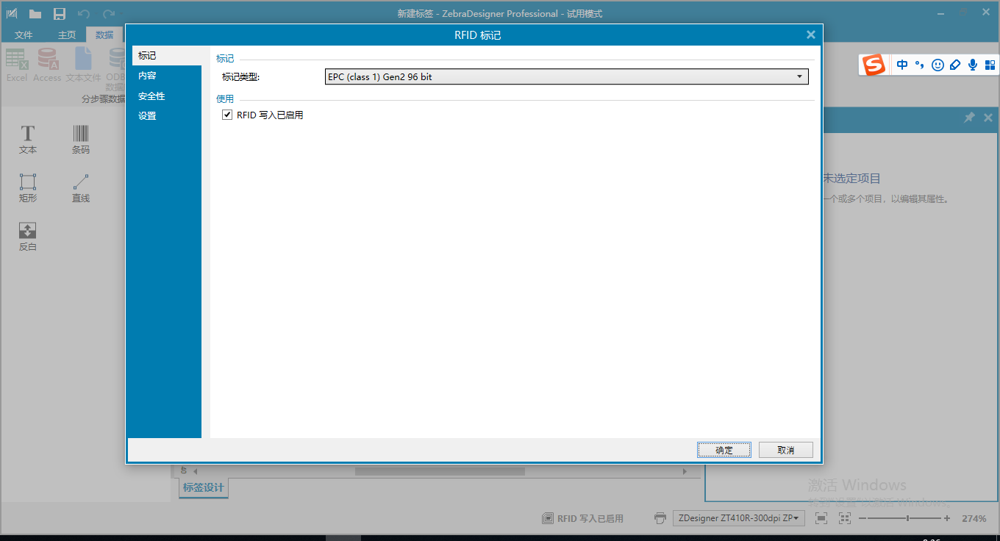 新建标签 - ZebraDesigner Professional - 试用模式
文件 主页 数据
RFID 标记
Excel Access 文本文件 ODB
数据
分步骤数据
标记
内容
安全性
设置
标记
标记类型: EPC (class 1) Gen2 96 bit
使用
RFID 写入已启用
S 中
文本 条码
矩形 直线
反白
未选定项目
一个或多个项目，以编辑其属性。
确定 取消
标签设计
激活 Windows
转到"设置"以激活 Windows。
RFID 写入已启用 ZDesigner ZT410R-300dpi ZP 274%